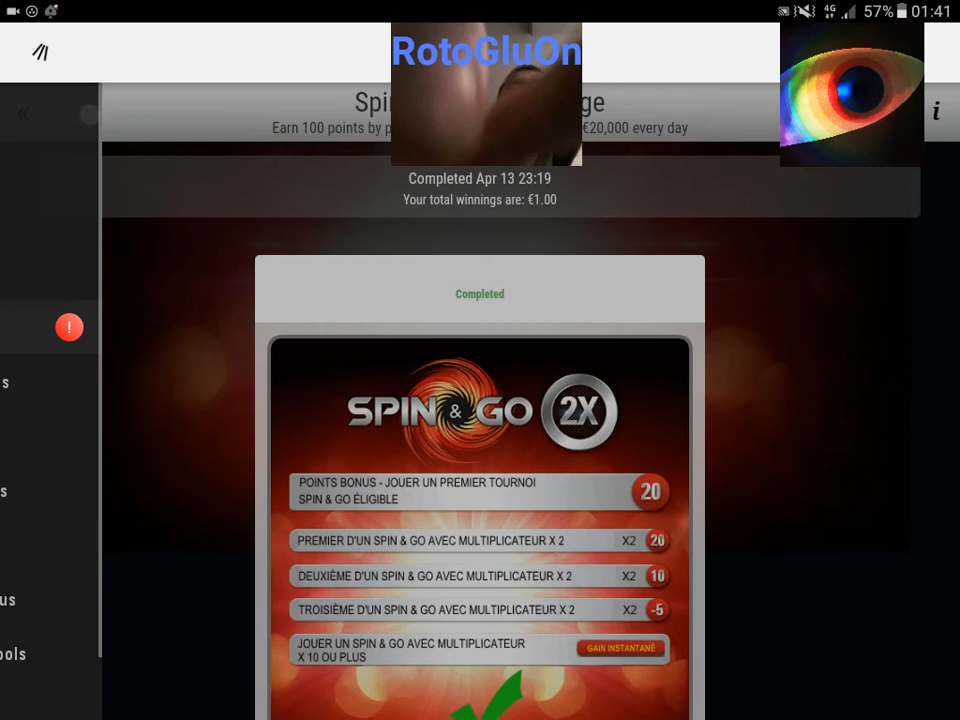 4G 57% 01:41
RotoGluOn
Spi ge
Earn 100 points by p €20,000 every day
i
Completed Apr 13 23:19
Your total winnings are: €1.00
Completed
!
SPIN & GO 2X
s
POINTS BONUS - JOUER UN PREMIER TOURNOI
SPIN & GO ÉLIGIBLE
20
s
PREMIER D'UN SPIN & GO AVEC MULTIPLICATEUR X 2 X2 20
DEUXIÈME D'UN SPIN & GO AVEC MULTIPLICATEUR X 2 X2 10
us
TROISIÈME D'UN SPIN & GO AVEC MULTIPLICATEUR X 2 X2 -5
JOUER UN SPIN & GO AVEC MULTIPLICATEUR
X 10 OU PLUS
GAIN INSTANTANÉ
ools